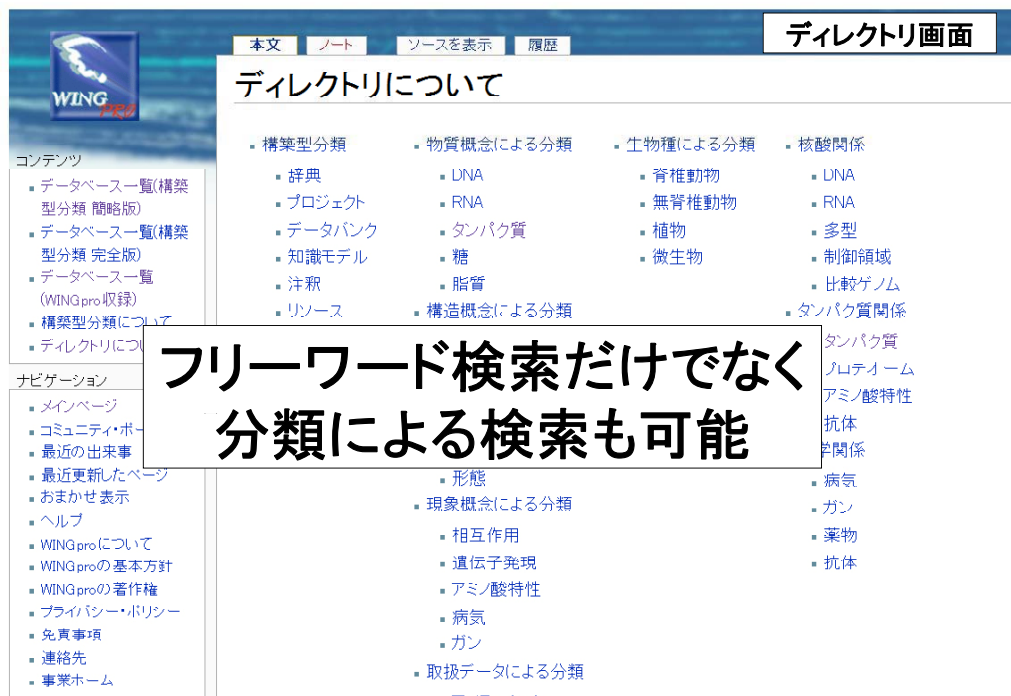 ディレクトリ画面
本文
ノート
ソースを表示
履歴
ディレクトリについて
WING
PRO
コンテンツ
データベース一覧(構築
型分類 簡略版)
データベース一覧(構築
型分類 完全版)
データベース一覧
(WINGpro収録)
構築型分類について
ディレクトリにつ
ナビゲーション
メインページ
コミュニティ・ポー
最近の出来事
最近更新したページ
おまかせ表示
ヘルプ
WINGproについて
WINGproの基本方針
WINGproの著作権
プライバシー・ポリシー
免責事項
連絡先
事業ホーム
構築型分類
辞典
プロジェクト
データバンク
知識モデル
注釈
リソース
物質概念による分類
DNA
RNA
タンパク質
糖
脂質
構造概念による分類
フリーワード検索だけでなく
分類による検索も可能
形態
現象概念による分類
相互作用
遺伝子発現
アミノ酸特性
病気
ガン
取扱データによる分類
生物種による分類
脊椎動物
無脊椎動物
植物
微生物
核酸関係
DNA
RNA
多型
制御領域
比較ゲノム
タンパク質関係
タンパク質
プロテオーム
アミノ酸特性
抗体
学関係
病気
ガン
薬物
抗体